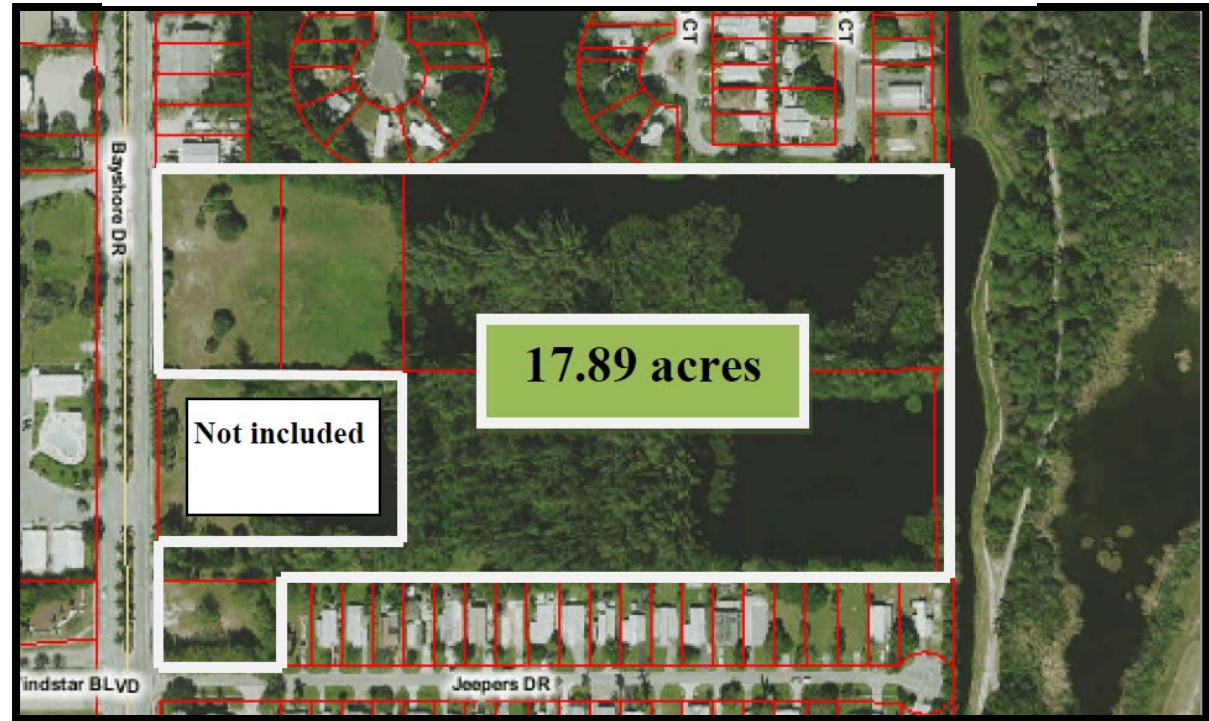 CT
CT
Bayshore DR
17.89 acres
Not included
indstar BLVD
Jeepers DR